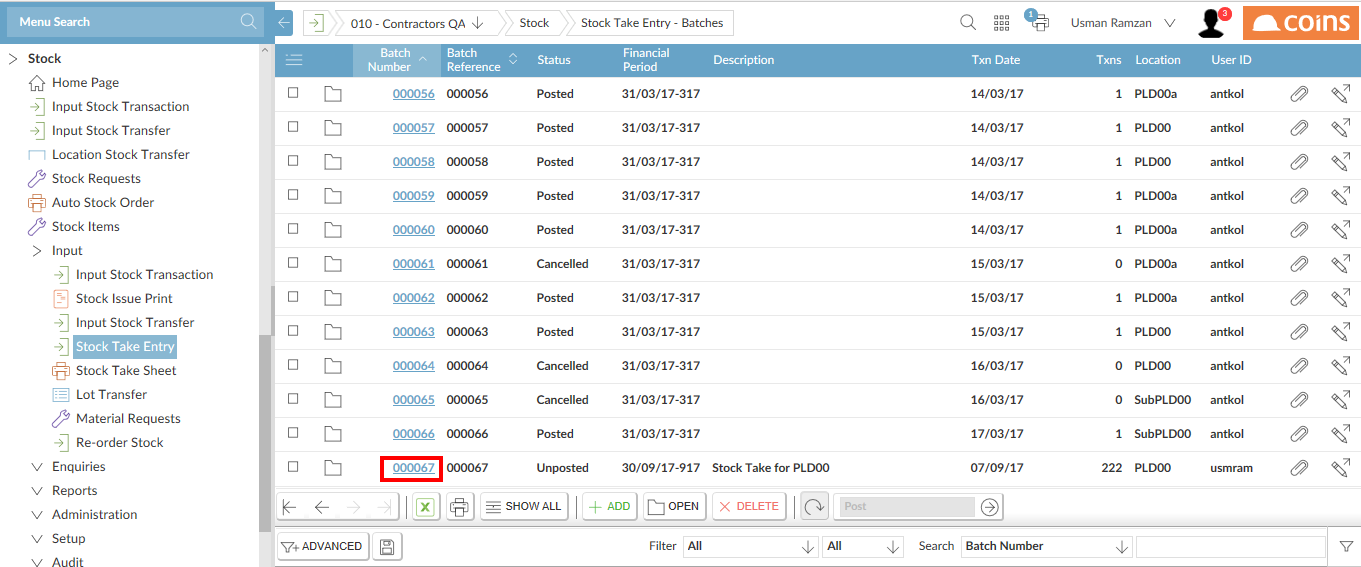 Menu Search
010 - Contractors QA
Stock
Stock Take Entry - Batches
1
Usman Ramzan
3
coins
Stock
Home Page
Input Stock Transaction
Input Stock Transfer
Location Stock Transfer
Stock Requests
Auto Stock Order
Stock Items
Input
Input Stock Transaction
Stock Issue Print
Input Stock Transfer
Stock Take Entry
Stock Take Sheet
Lot Transfer
Material Requests
Re-order Stock
Enquiries
Reports
Administration
Setup
Audit
Batch Number Batch Reference Status Financial Period Description Txn Date Txns Location User ID
000056 000056 Posted 31/03/17-317 14/03/17 1 PLD00a antkol
000057 000057 Posted 31/03/17-317 14/03/17 1 PLD00 antkol
000058 000058 Posted 31/03/17-317 14/03/17 1 PLD00 antkol
000059 000059 Posted 31/03/17-317 14/03/17 1 PLD00a antkol
000060 000060 Posted 31/03/17-317 14/03/17 1 PLD00a antkol
000061 000061 Cancelled 31/03/17-317 15/03/17 0 PLD00a antkol
000062 000062 Posted 31/03/17-317 15/03/17 1 PLD00a antkol
000063 000063 Posted 31/03/17-317 15/03/17 1 PLD00 antkol
000064 000064 Cancelled 31/03/17-317 16/03/17 0 PLD00 antkol
000065 000065 Cancelled 31/03/17-317 16/03/17 0 SubPLD00 antkol
000066 000066 Posted 31/03/17-317 17/03/17 1 SubPLD00 antkol
000067 000067 Unposted 30/09/17-917 Stock Take for PLD00 07/09/17 222 PLD00 usmram
X SHOW ALL ADD OPEN DELETE Post
ADVANCED Filter All All Search Batch Number